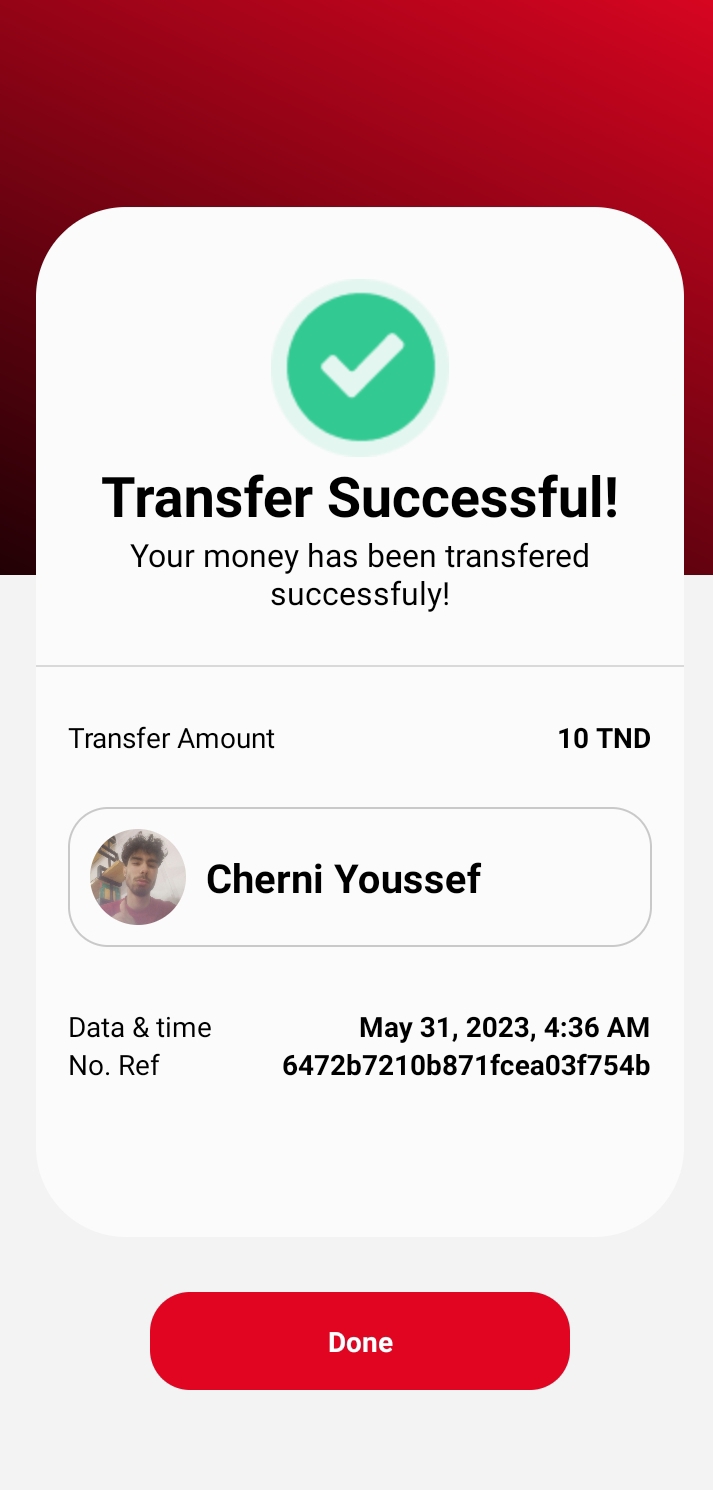 Transfer Successful!
Your money has been transfered
successfuly!
Transfer Amount 10 TND
Cherni Youssef
Data & time May 31, 2023, 4:36 AM
No. Ref 6472b7210b871fcea03f754b
Done